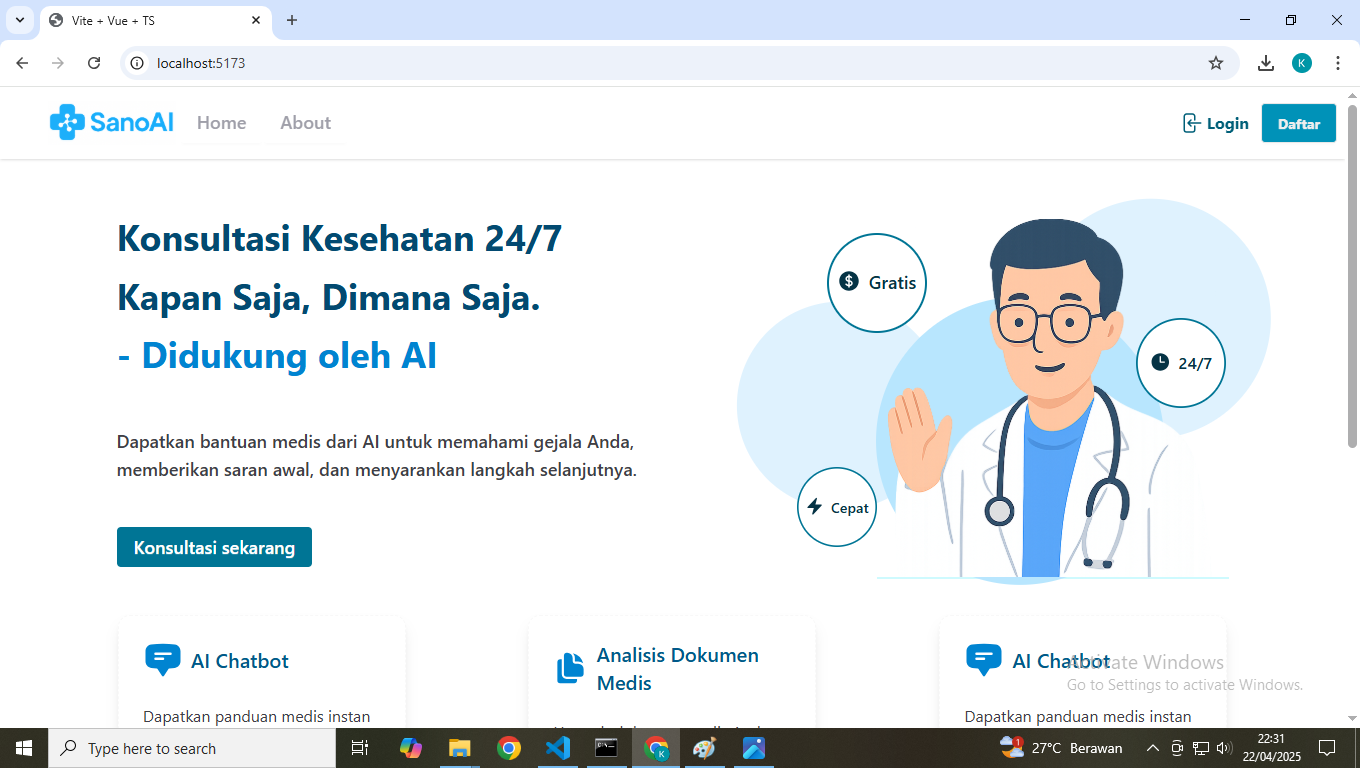 Vite + Vue + TS
localhost:5173
K
SanoAI
Home
About
Login
Daftar
Konsultasi Kesehatan 24/7
Kapan Saja, Dimana Saja.
- Didukung oleh AI
Gratis
24/7
Cepat
Dapatkan bantuan medis dari AI untuk memahami gejala Anda,
memberikan saran awal, dan menyarankan langkah selanjutnya.
Konsultasi sekarang
AI Chatbot
Dapatkan panduan medis instan
Analisis Dokumen
Medis
AI Chatbot
Dapatkan panduan medis instan
Activate Windows
Go to Settings to activate Windows.
Type here to search
K
1
27°C Berawan
22:31
22/04/2025